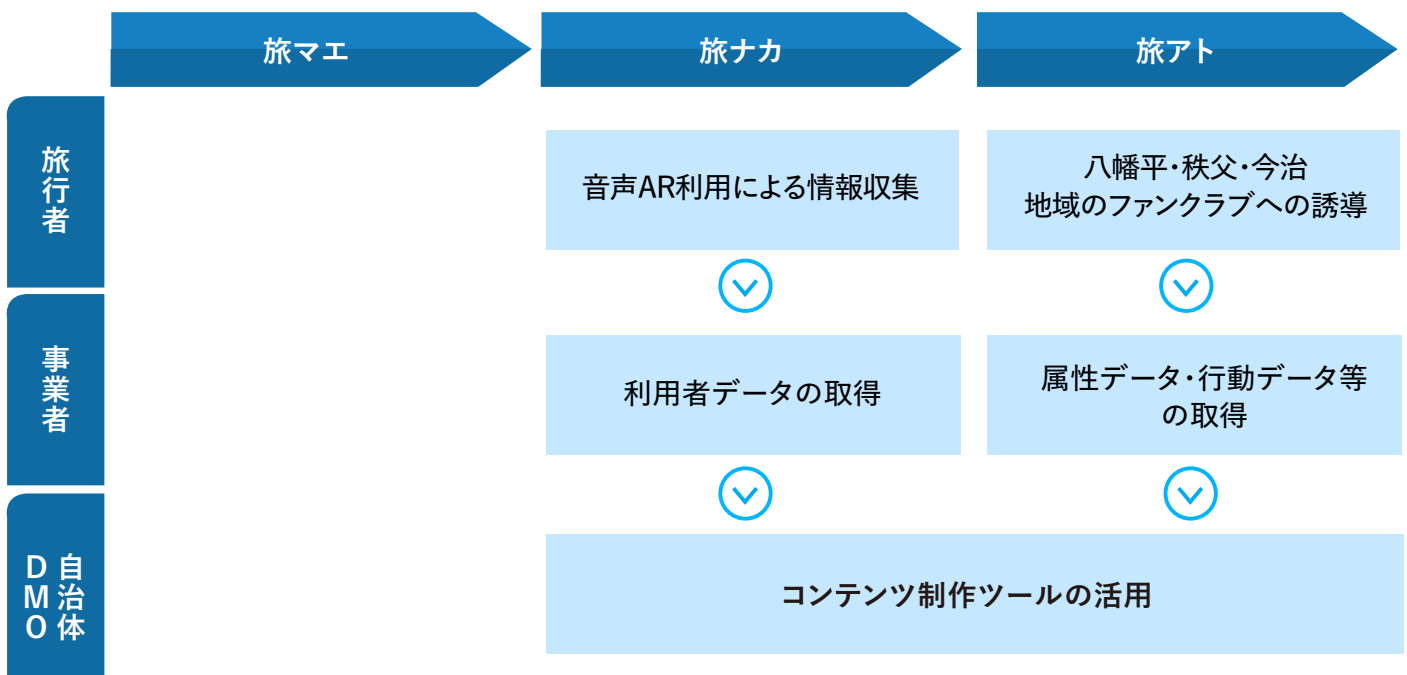 旅マエ
旅ナカ
旅アト
旅行者
音声AR利用による情報収集
八幡平・秩父・今治
地域のファンクラブへの誘導
事業者
利用者データの取得
属性データ・行動データ等
の取得
自治体
DMO
コンテンツ制作ツールの活用